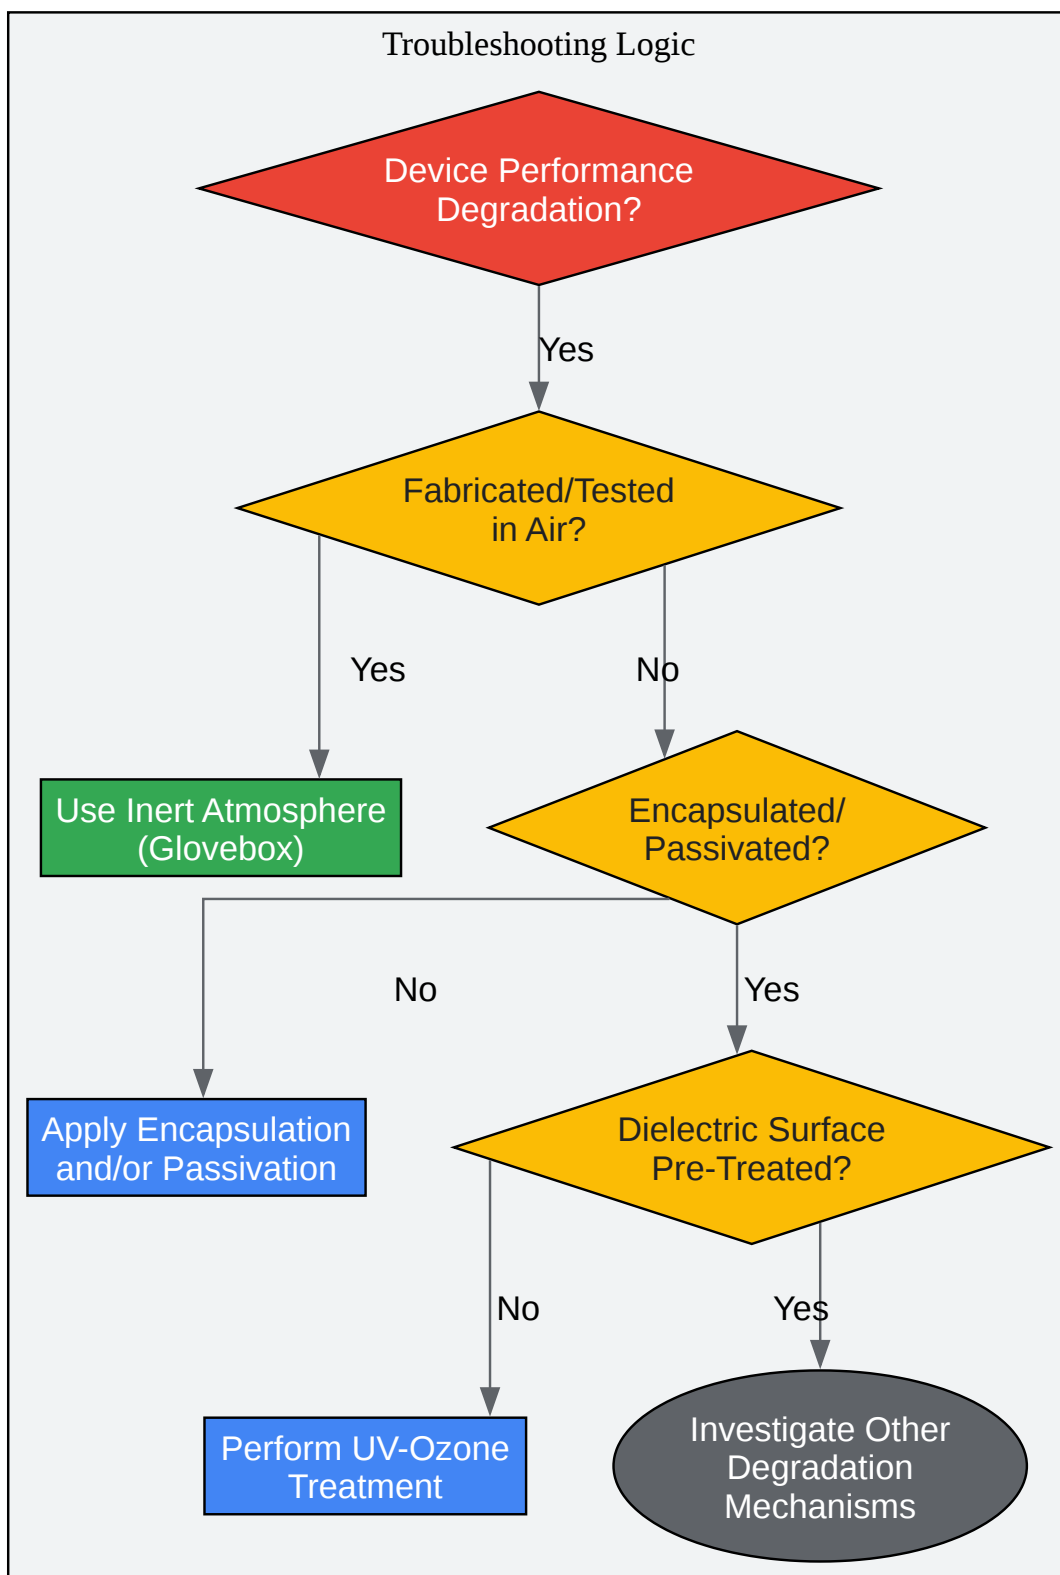 Troubleshooting Logic
Device Performance
Degradation?
Yes
Fabricated/Tested
in Air?
Yes
No
Use Inert Atmosphere
(Glovebox)
Encapsulated/
Passivated?
No
Yes
Apply Encapsulation
and/or Passivation
Dielectric Surface
Pre-Treated?
No
Yes
Perform UV-Ozone
Treatment
Investigate Other
Degradation
Mechanisms